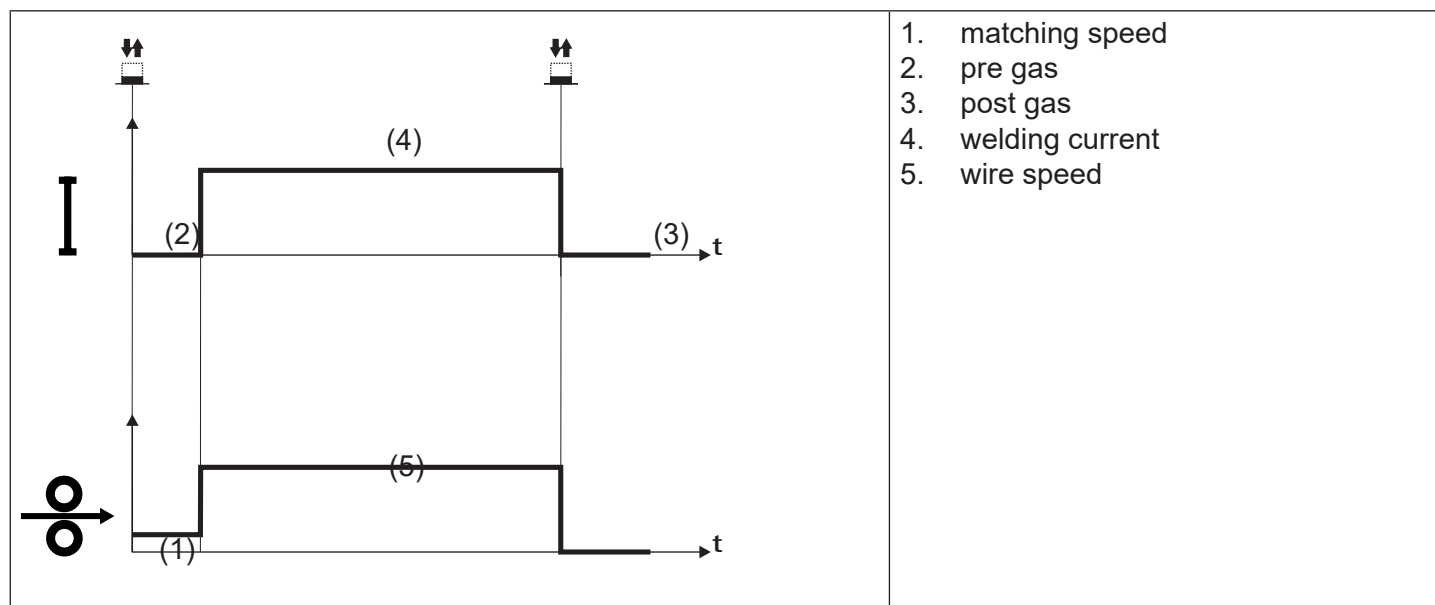 (4)
I
(2)
(3)
t
(5)
(1)
t
1. matching speed
2. pre gas
3. post gas
4. welding current
5. wire speed